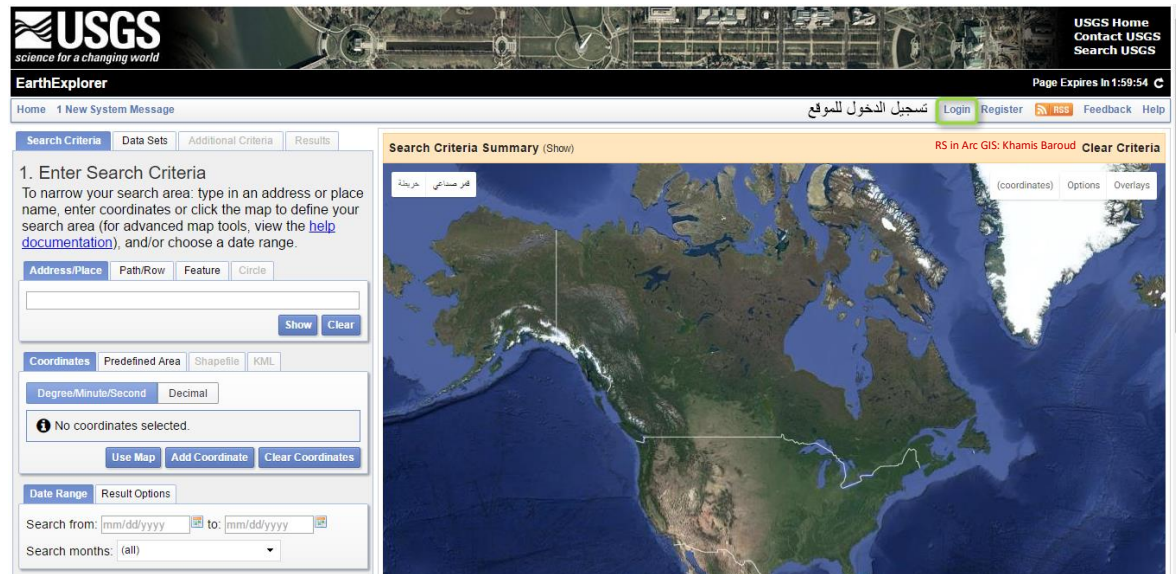 USGS
science for a changing world
USGS Home
Contact USGS
Search USGS
EarthExplorer
Page Expires In 1:59:54
Home 1 New System Message
تسجيل الدخول للموقع
Login Register RSS Feedback Help
Search Criteria Data Sets Additional Criteria Results
1. Enter Search Criteria
To narrow your search area: type in an address or place
name, enter coordinates or click the map to define your
search area (for advanced map tools, view the help
documentation), and/or choose a date range.
Address/Place Path/Row Feature Circle
Show Clear
Coordinates Predefined Area Shapefile KML
Degree/Minute/Second Decimal
No coordinates selected.
Use Map Add Coordinate Clear Coordinates
Date Range Result Options
Search from: mm/dd/yyyy to: mm/dd/yyyy
Search months: (all)
Search Criteria Summary (Show)
RS in Arc GIS: Khamis Baroud Clear Criteria
خريطة قمر صناعي
(coordinates) Options Overlays